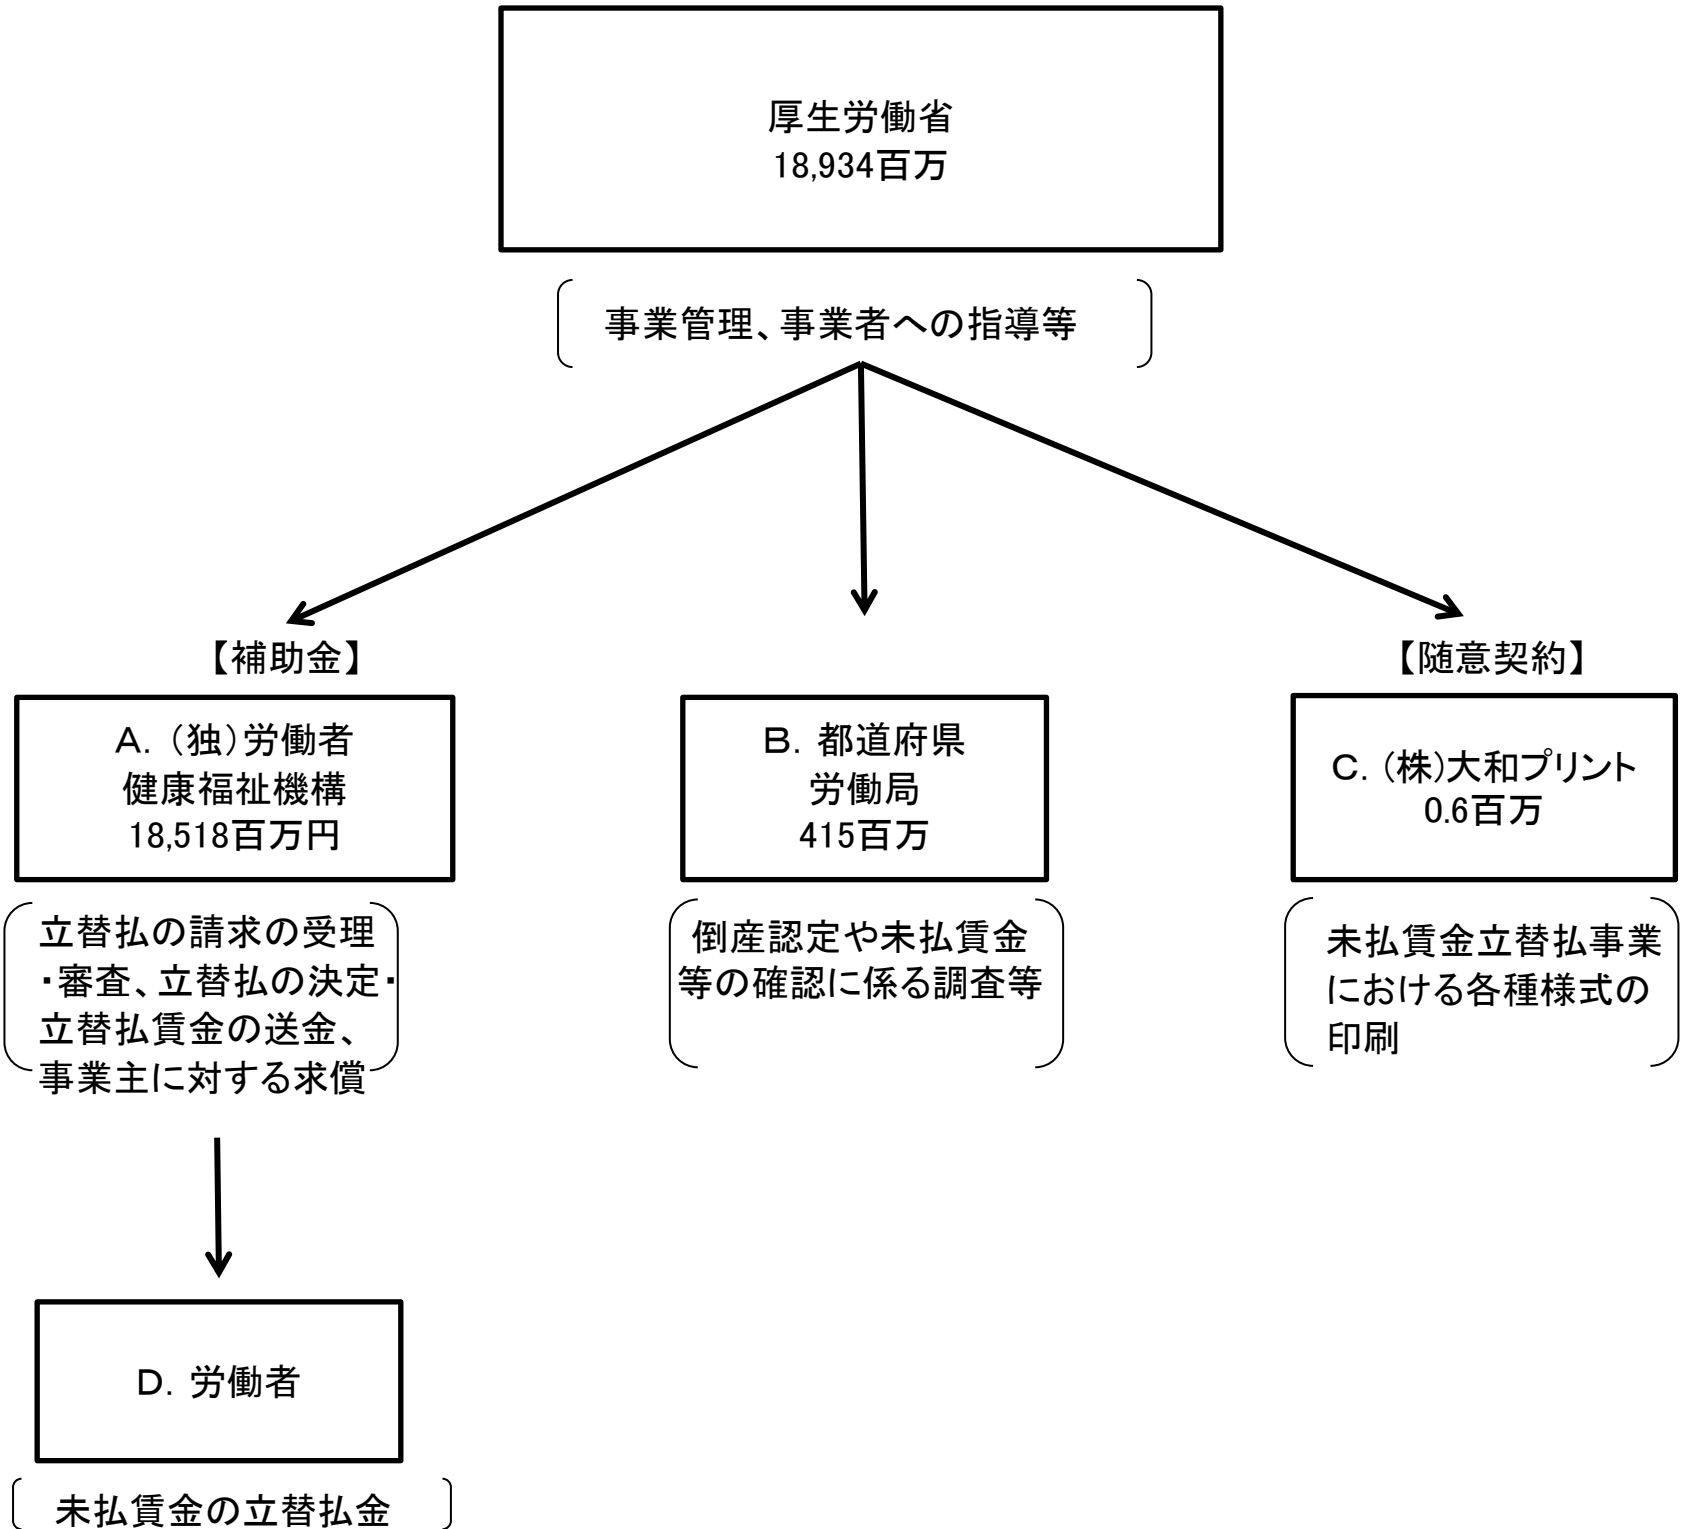 厚生労働省
18,934百万
事業管理、事業者への指導等
【補助金】
【随意契約】
A.（独）労働者
健康福祉機構
18,518百万円
B. 都道府県
労働局
415百万
C.（株）大和プリント
0.6百万
立替払の請求の受理
・審査、立替払の決定・
立替払賃金の送金、
事業主に対する求償
倒産認定や未払賃金
等の確認に係る調査等
未払賃金立替払事業
における各種様式の
印刷
D. 労働者
未払賃金の立替払金